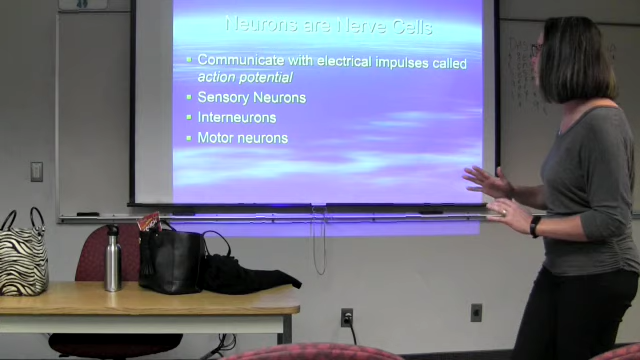 Neurons are Nerve Cells
Communicate with electrical impulses called
action potential
Sensory Neurons
Interneurons
Motor neurons